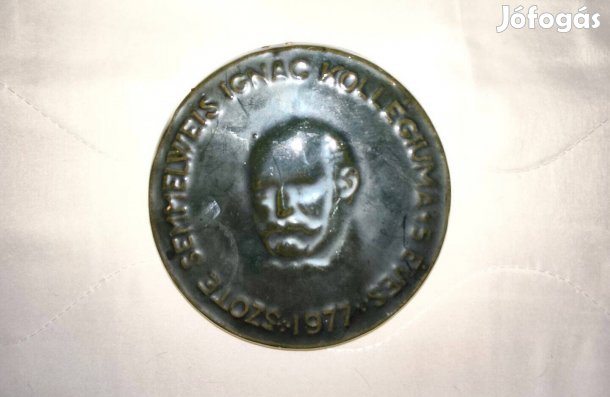 Jófogás
SZOTE SEMMELWEIS IGNÁC KOLLÉGIUMA 5 ÉVES
1977